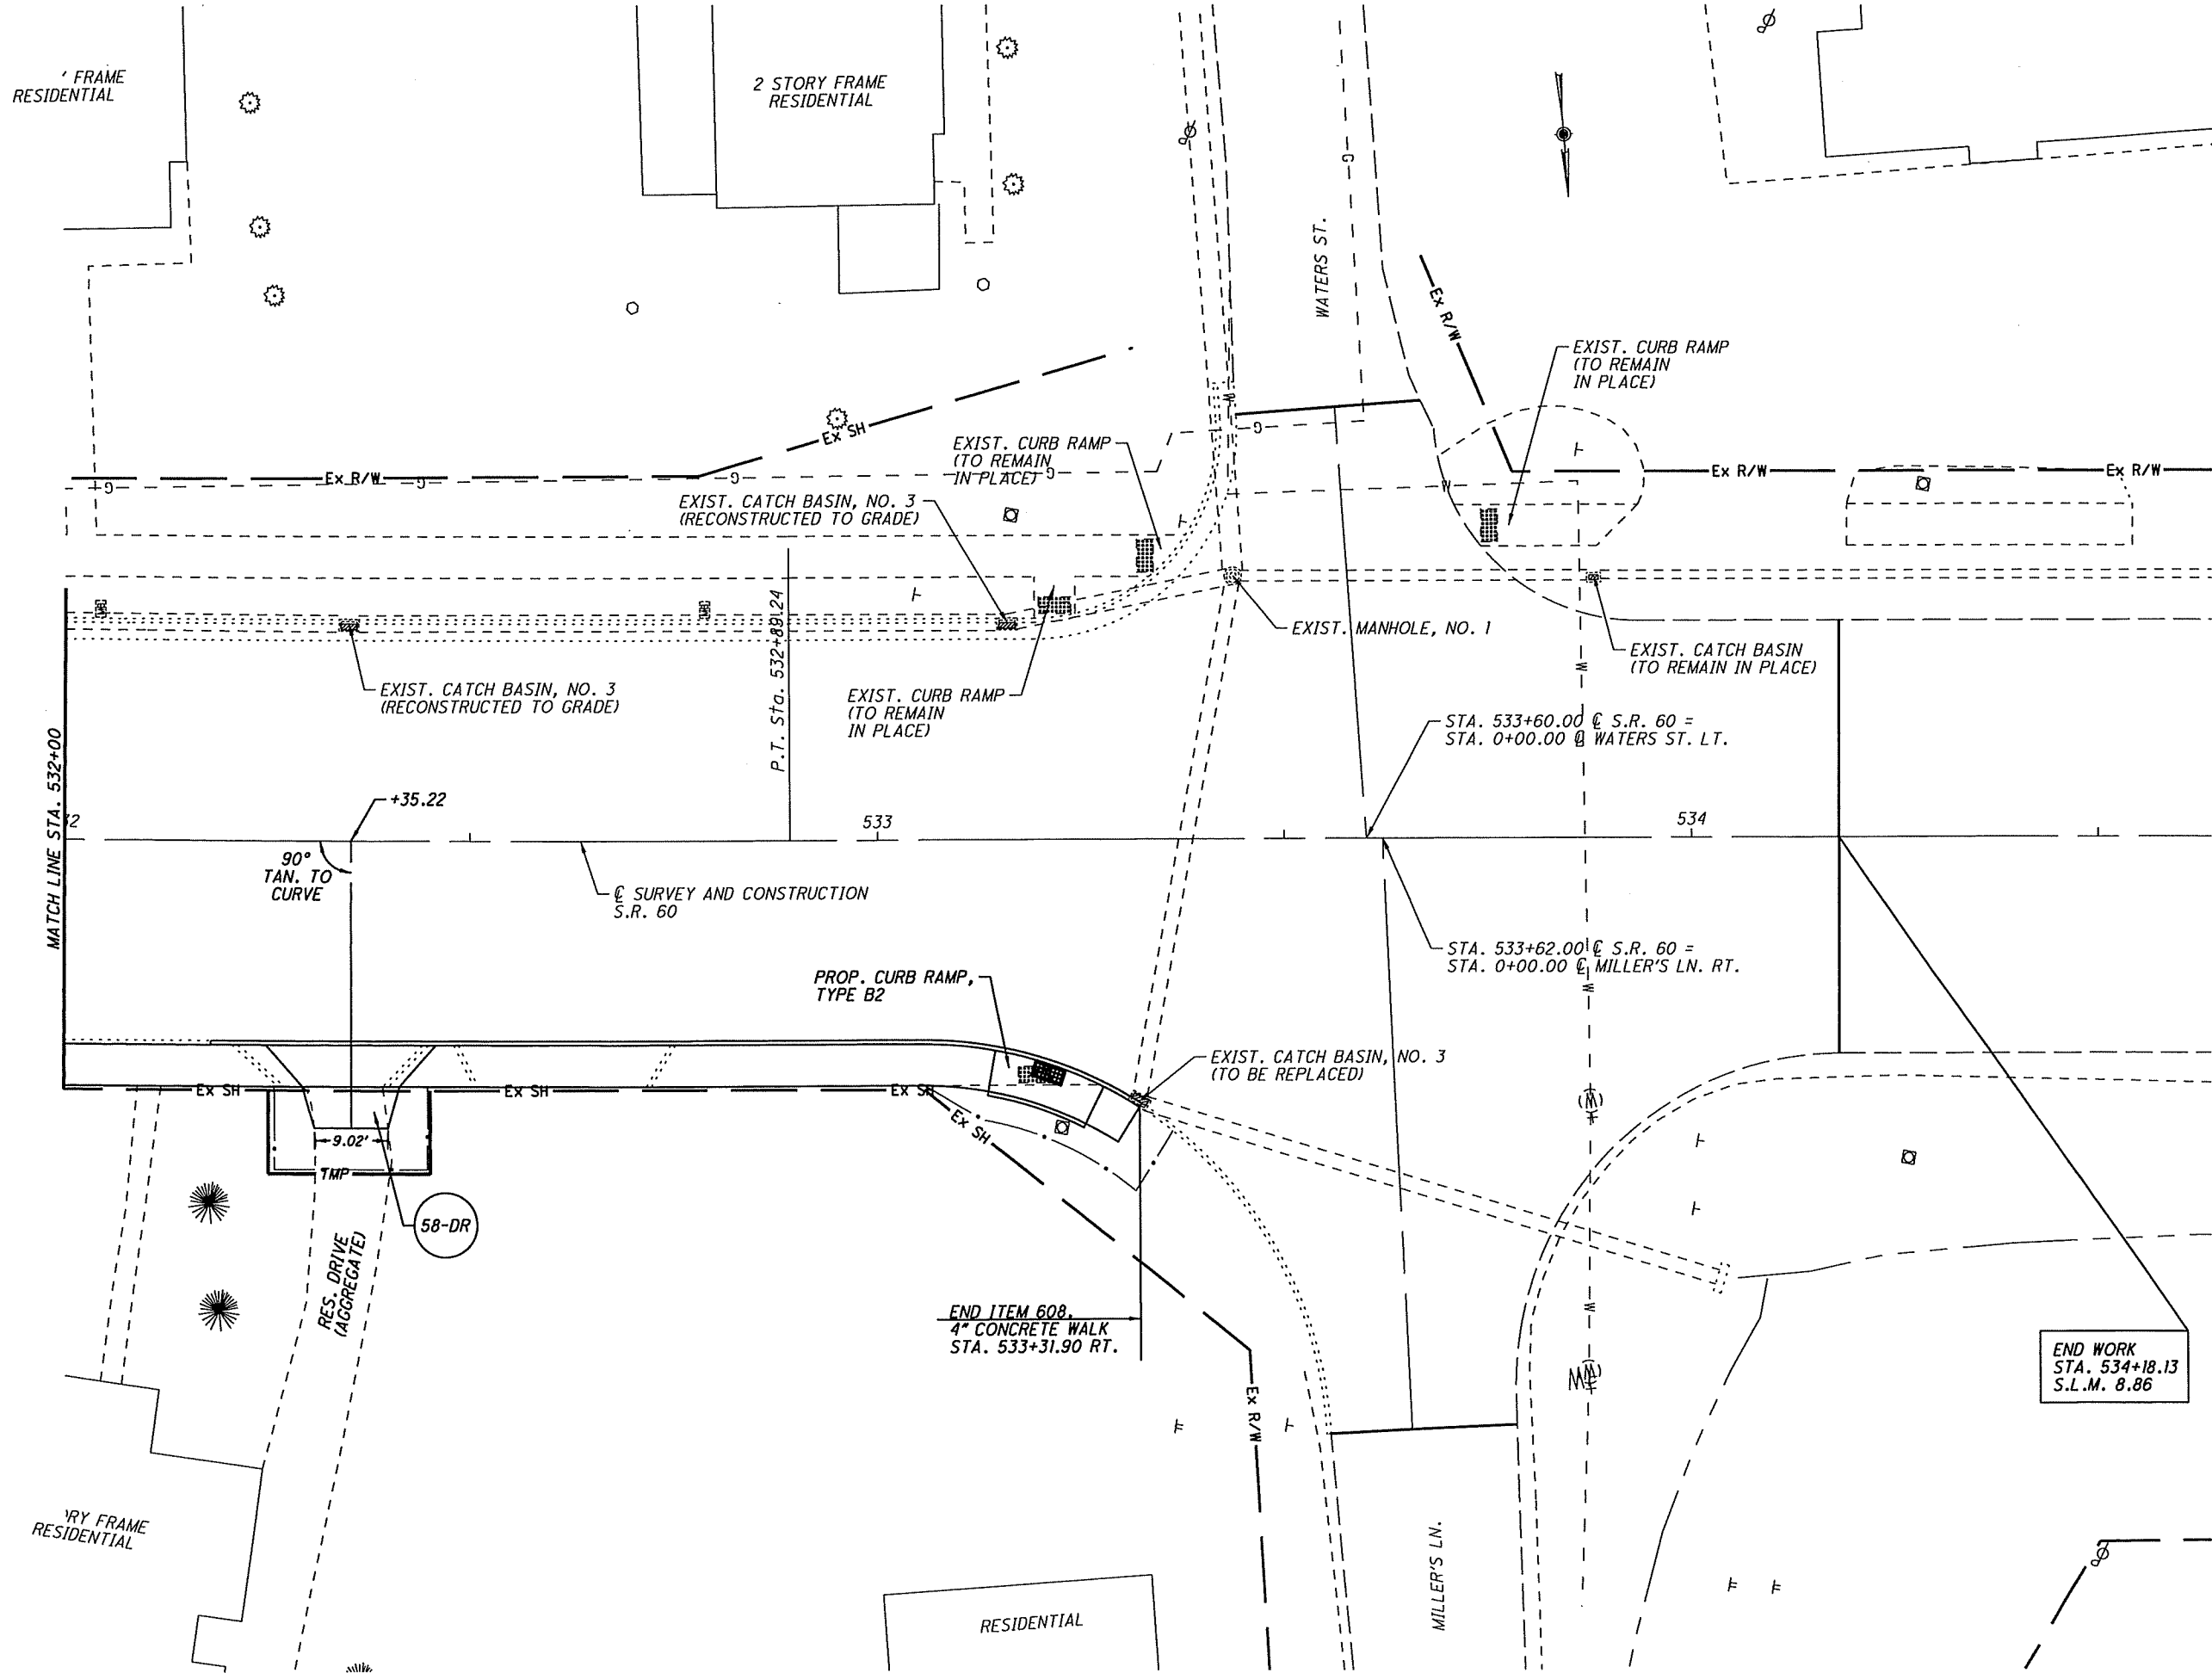 ' FRAME
RESIDENTIAL
2 STORY FRAME
RESIDENTIAL
G
WATERS ST.
Ex R/W
EXIST. CURB RAMP
(TO REMAIN
IN PLACE)
Ex SH
W
G
EXIST. CURB RAMP
(TO REMAIN
IN PLACE)
G
Ex R/W
G
G
G
Ex R/W
Ex R/W
W
EXIST. CATCH BASIN, NO. 3
(RECONSTRUCTED TO GRADE)
EXIST. MANHOLE, NO. 1
EXIST. CATCH BASIN
(TO REMAIN IN PLACE)
W
EXIST. CATCH BASIN, NO. 3
(RECONSTRUCTED TO GRADE)
P.T. Sta. 532+89.24
EXIST. CURB RAMP
(TO REMAIN
IN PLACE)
STA. 533+60.00 ℄ S.R. 60 =
STA. 0+00.00 ℄ WATERS ST. LT.
MATCH LINE STA. 532+00
+35.22
32
533
534
90°
TAN. TO
CURVE
℄ SURVEY AND CONSTRUCTION
S.R. 60
STA. 533+62.00 ℄ S.R. 60 =
STA. 0+00.00 ℄ MILLER'S LN. RT.
W
W
PROP. CURB RAMP,
TYPE B2
EXIST. CATCH BASIN, NO. 3
(TO BE REPLACED)
Ex SH
Ex SH
Ex SH
Ex SH
(W)
9.02'
TMP
58-DR
RES. DRIVE
(AGGREGATE)
END ITEM 608,
4" CONCRETE WALK
STA. 533+31.90 RT.
W
END WORK
STA. 534+18.13
S.L.M. 8.86
(W)
Ex R/W
'RY FRAME
RESIDENTIAL
MILLER'S LN.
RESIDENTIAL